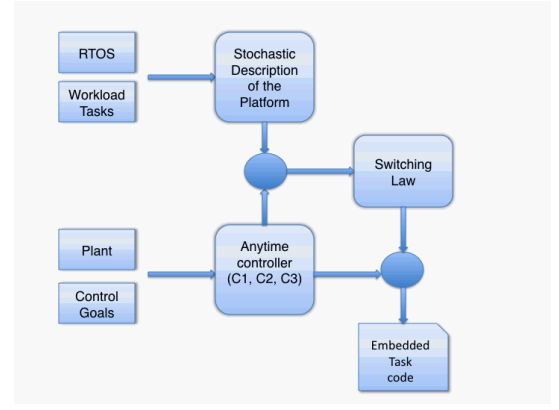 RTOS
Workload
Tasks
Stochastic
Description
of the
Platform
Switching
Law
Plant
Control
Goals
Anytime
controller
(C1, C2, C3)
Embedded
Task
code